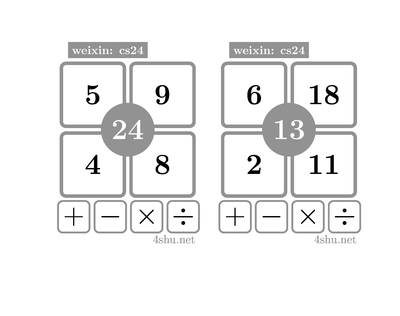 weixin: cs24
5 9
24
4 8
+ − × ÷
4shu.net
weixin: cs24
6 18
13
2 11
+ − × ÷
4shu.net